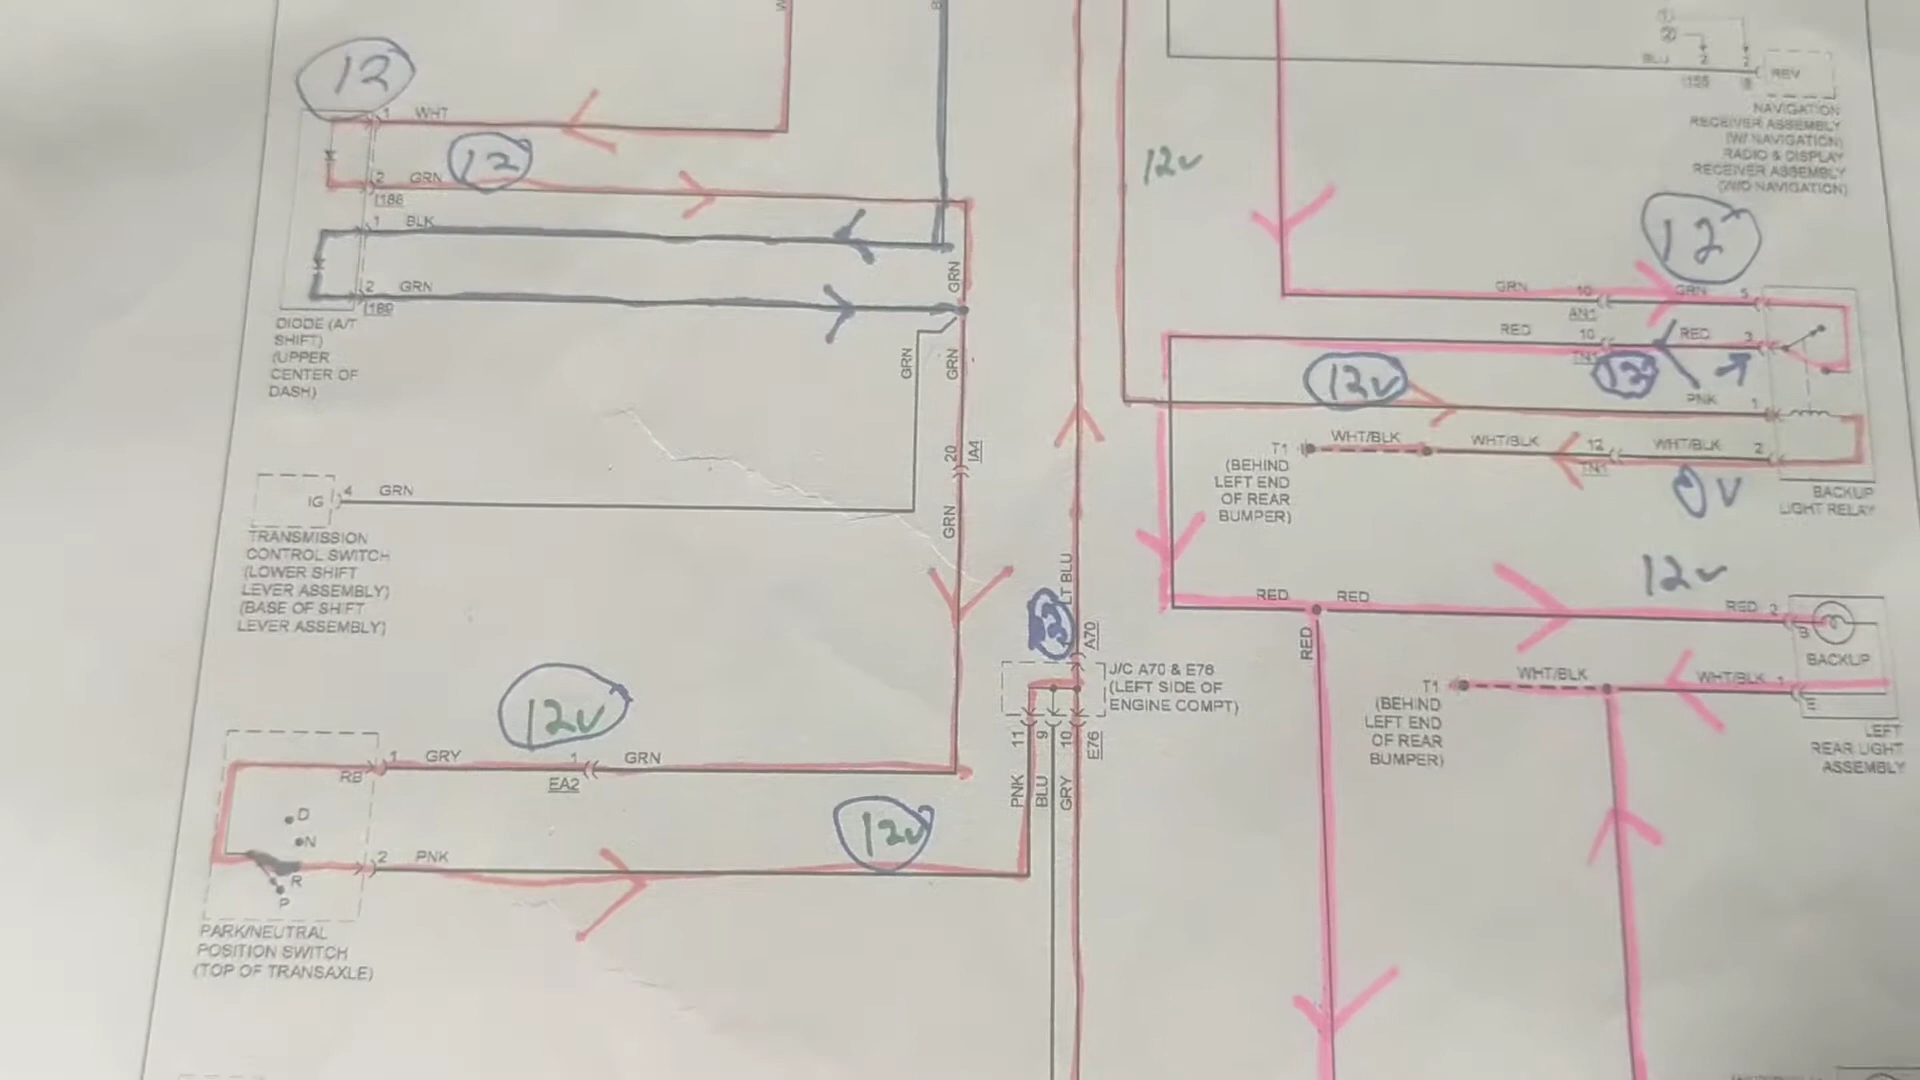 12
1 WHT
12
2 GRN
I188
1 BLK
2 GRN
I189
DIODE (A/T
SHIFT)
(UPPER
CENTER OF
DASH)
GRN
GRN
GRN
20
IA4
GRN
IG 4 GRN
TRANSMISSION
CONTROL SWITCH
(LOWER SHIFT
LEVER ASSEMBLY)
(BASE OF SHIFT
LEVER ASSEMBLY)
12v
RB 1 GRY 1 GRN
EA2
D
N
R
P
2 PNK
12v
PARK/NEUTRAL
POSITION SWITCH
(TOP OF TRANSAXLE)
LT BLU
A70
J/C A70 & E76
(LEFT SIDE OF
ENGINE COMPT)
11 9 10
E76
PNK BLU GRY
12v
BLU 2
REV
NAVIGATION
RECEIVER ASSEMBLY
(W/ NAVIGATION)
RADIO & DISPLAY
RECEIVER ASSEMBLY
(W/O NAVIGATION)
12
GRN 10 GRN 5
AN1
RED 10 RED 3
TN1
12v
12
PNK 1
T1 WHT/BLK WHT/BLK 12 WHT/BLK 2
TN1
(BEHIND
LEFT END
OF REAR
BUMPER)
0V
BACKUP
LIGHT RELAY
12v
RED RED RED 2
RED
B
BACKUP
T1 WHT/BLK WHT/BLK 1
E
(BEHIND
LEFT END
OF REAR
BUMPER)
LEFT
REAR LIGHT
ASSEMBLY